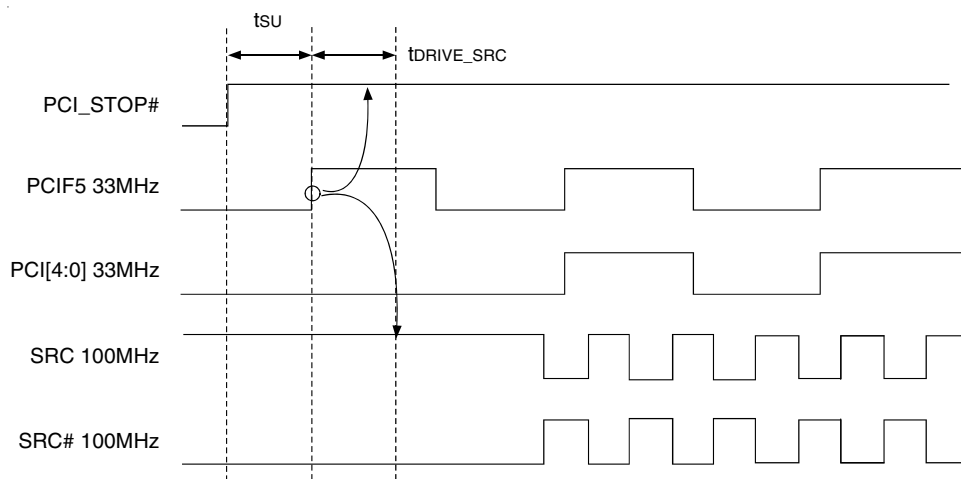 tSU
tDRIVE_SRC
PCI_STOP#
PCIF5 33MHz
PCI[4:0] 33MHz
SRC 100MHz
SRC# 100MHz